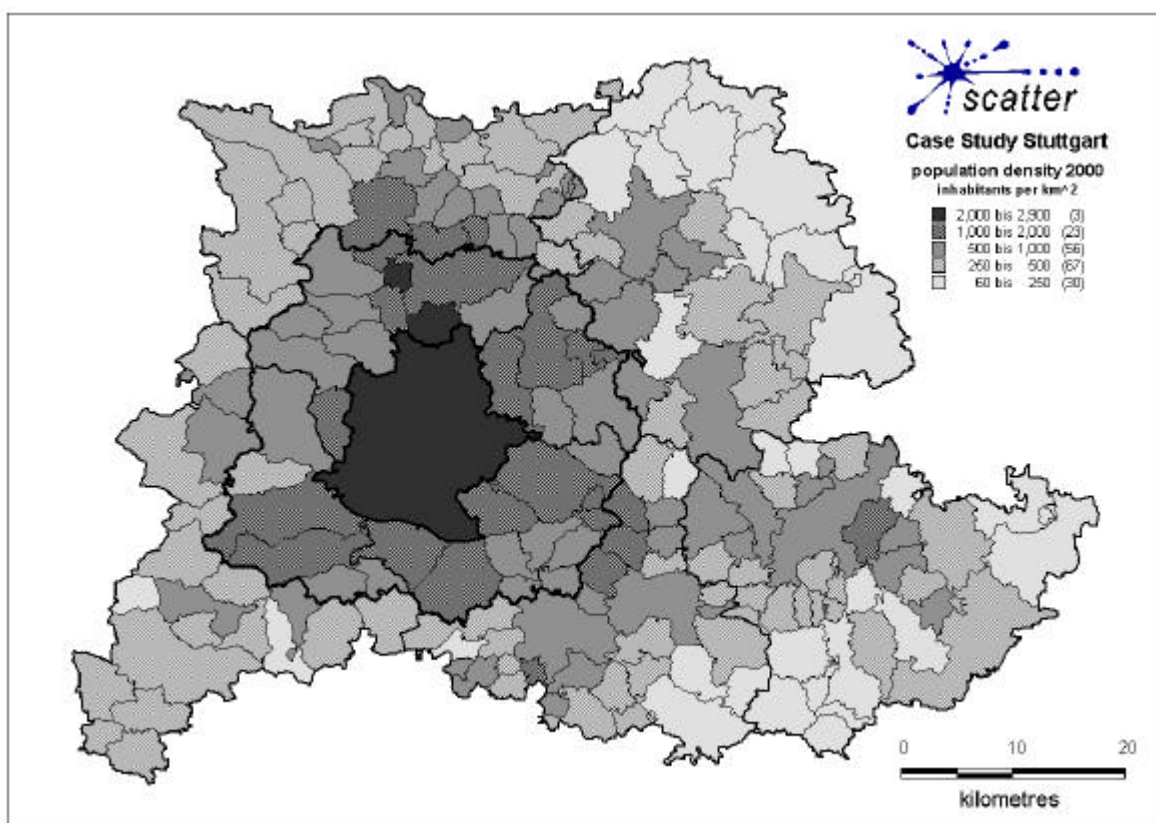 scatter
Case Study Stuttgart
population density 2000
inhabitants per km^2
2,000 bis 2,900 (3)
1,000 bis 2,000 (23)
500 bis 1,000 (56)
250 bis 500 (67)
60 bis 250 (30)
0 10 20
kilometres